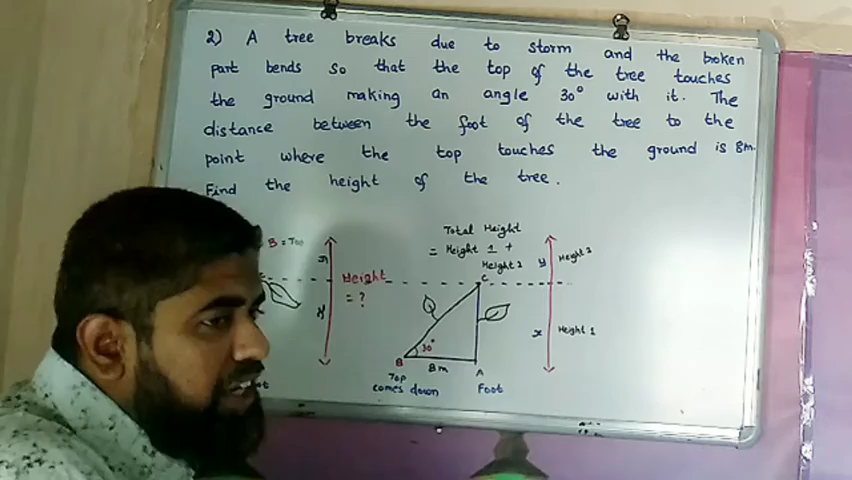 2) A tree breaks due to storm and the broken
part bends so that the top of the tree touches
the ground making an angle 30° with it. The
distance between the foot of the tree to the
point where the top touches the ground is 8m.
Find the height of the tree.
B = Top
Height
= ?
Total Height
= Height 1 +
Height 2
y Height 2
x Height 1
C
30°
B
8m
A
Top
comes down
Foot